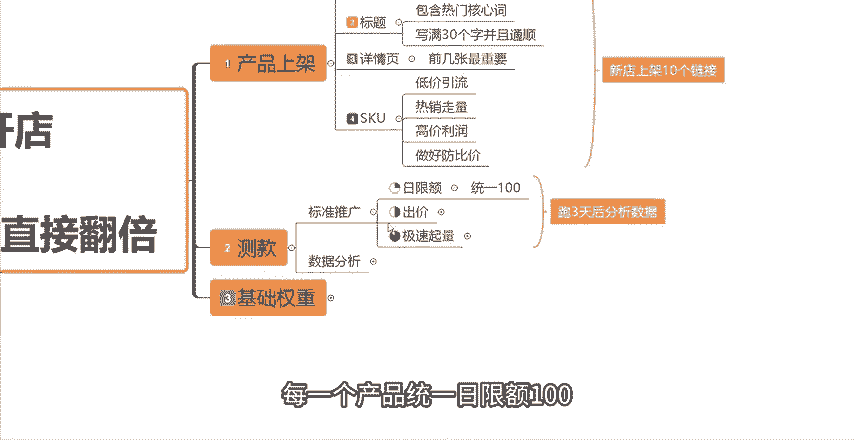 包含热门核心词
2 标题
写满30个字并且通顺
1 产品上架
3 详情页 前几张最重要
新店上架10个链接
低价引流
热销走量
4 SKU
高价利润
做好防比价
开店
直接翻倍
日限额 统一100
标准推广
出价
跑3天后分析数据
极速起量
2 测款
数据分析
3 基础权重
每一个产品统一日限额100